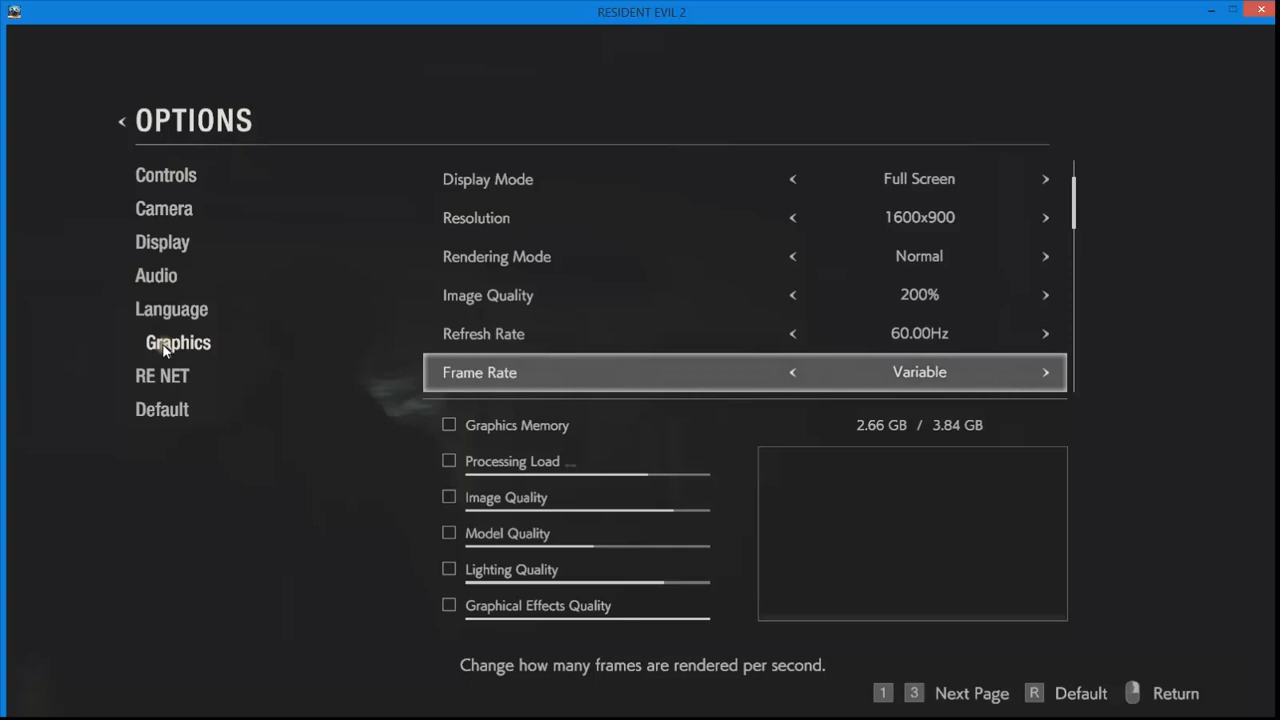 RESIDENT EVIL 2
OPTIONS
Controls
Camera
Display
Audio
Language
Graphics
RE NET
Default
Display Mode < Full Screen >
Resolution < 1600x900 >
Rendering Mode < Normal >
Image Quality < 200% >
Refresh Rate < 60.00Hz >
Frame Rate < Variable >
Graphics Memory 2.66 GB / 3.84 GB
Processing Load
Image Quality
Model Quality
Lighting Quality
Graphical Effects Quality
Change how many frames are rendered per second.
1 3 Next Page R Default Return